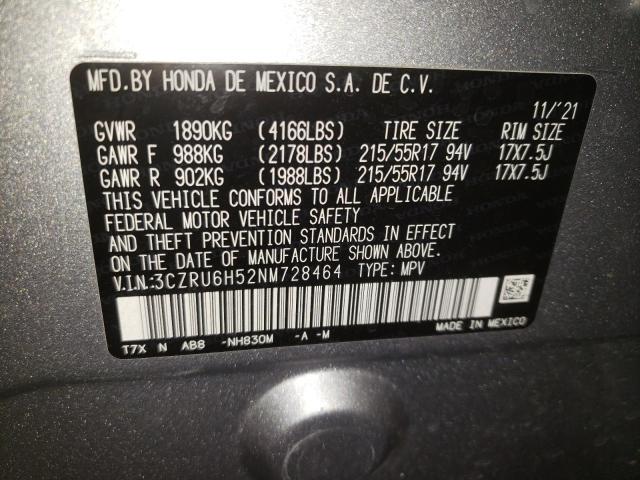 MFD.BY HONDA DE MEXICO S.A. DE C.V.
11/'21
GVWR 1890KG (4166LBS) TIRE SIZE RIM SIZE
GAWR F 988KG (2178LBS) 215/55R17 94V 17X7.5J
GAWR R 902KG (1988LBS) 215/55R17 94V 17X7.5J
THIS VEHICLE CONFORMS TO ALL APPLICABLE
FEDERAL MOTOR VEHICLE SAFETY
AND THEFT PREVENTION STANDARDS IN EFFECT
ON THE DATE OF MANUFACTURE SHOWN ABOVE.
V.I.N.:3CZRU6H52NM728464 TYPE: MPV
T7X N AB8 -NH830M -A -M
MADE IN MEXICO